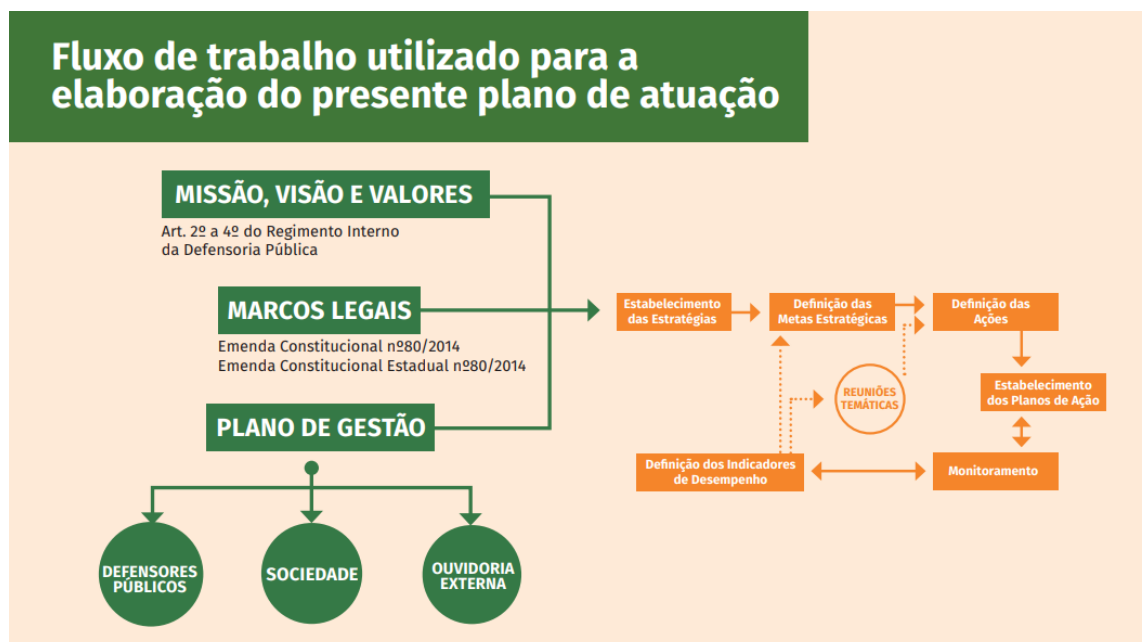 Fluxo de trabalho utilizado para a
elaboração do presente plano de atuação
MISSÃO, VISÃO E VALORES
Art. 2º a 4º do Regimento Interno
da Defensoria Pública
MARCOS LEGAIS
Emenda Constitucional nº80/2014
Emenda Constitucional Estadual nº80/2014
PLANO DE GESTÃO
DEFENSORES
PÚBLICOS
SOCIEDADE
OUVIDORIA
EXTERNA
Estabelecimento
das Estratégias
Definição das
Metas Estratégicas
Definição das
Ações
REUNIÕES
TEMÁTICAS
Estabelecimento
dos Planos de Ação
Definição dos Indicadores
de Desempenho
Monitoramento